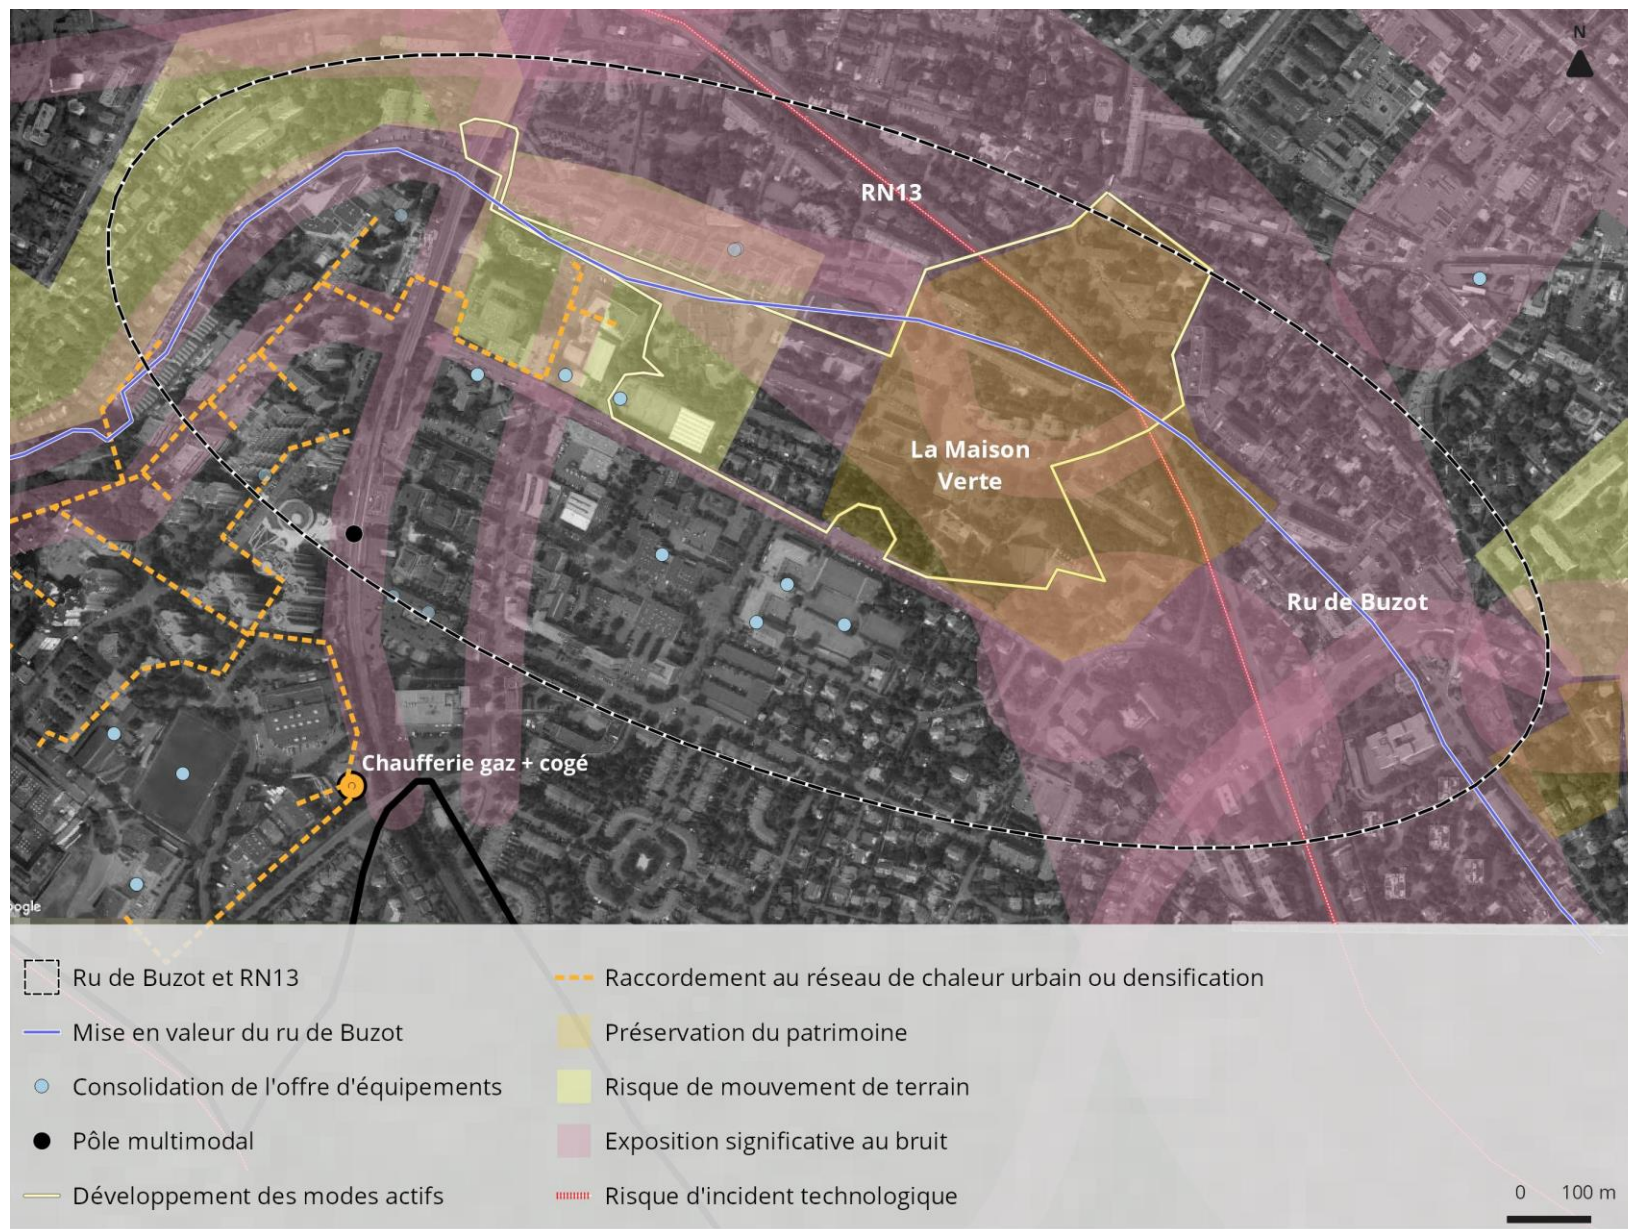 N
RN13
La Maison
Verte
Ru de Buzot
Chaufferie gaz + cogé
ogle
Ru de Buzot et RN13
Mise en valeur du ru de Buzot
Consolidation de l'offre d'équipements
Pôle multimodal
Développement des modes actifs
Raccordement au réseau de chaleur urbain ou densification
Préservation du patrimoine
Risque de mouvement de terrain
Exposition significative au bruit
Risque d'incident technologique
0 100 m